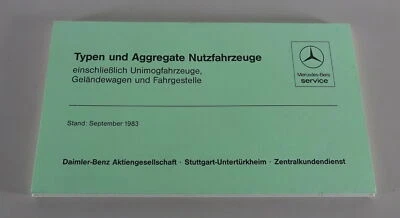 Typen und Aggregate Nutzfahrzeuge
einschließlich Unimogfahrzeuge,
Geländewagen und Fahrgestelle
Mercedes-Benz
service
Stand: September 1983
Daimler-Benz Aktiengesellschaft · Stuttgart-Untertürkheim · Zentralkundendienst